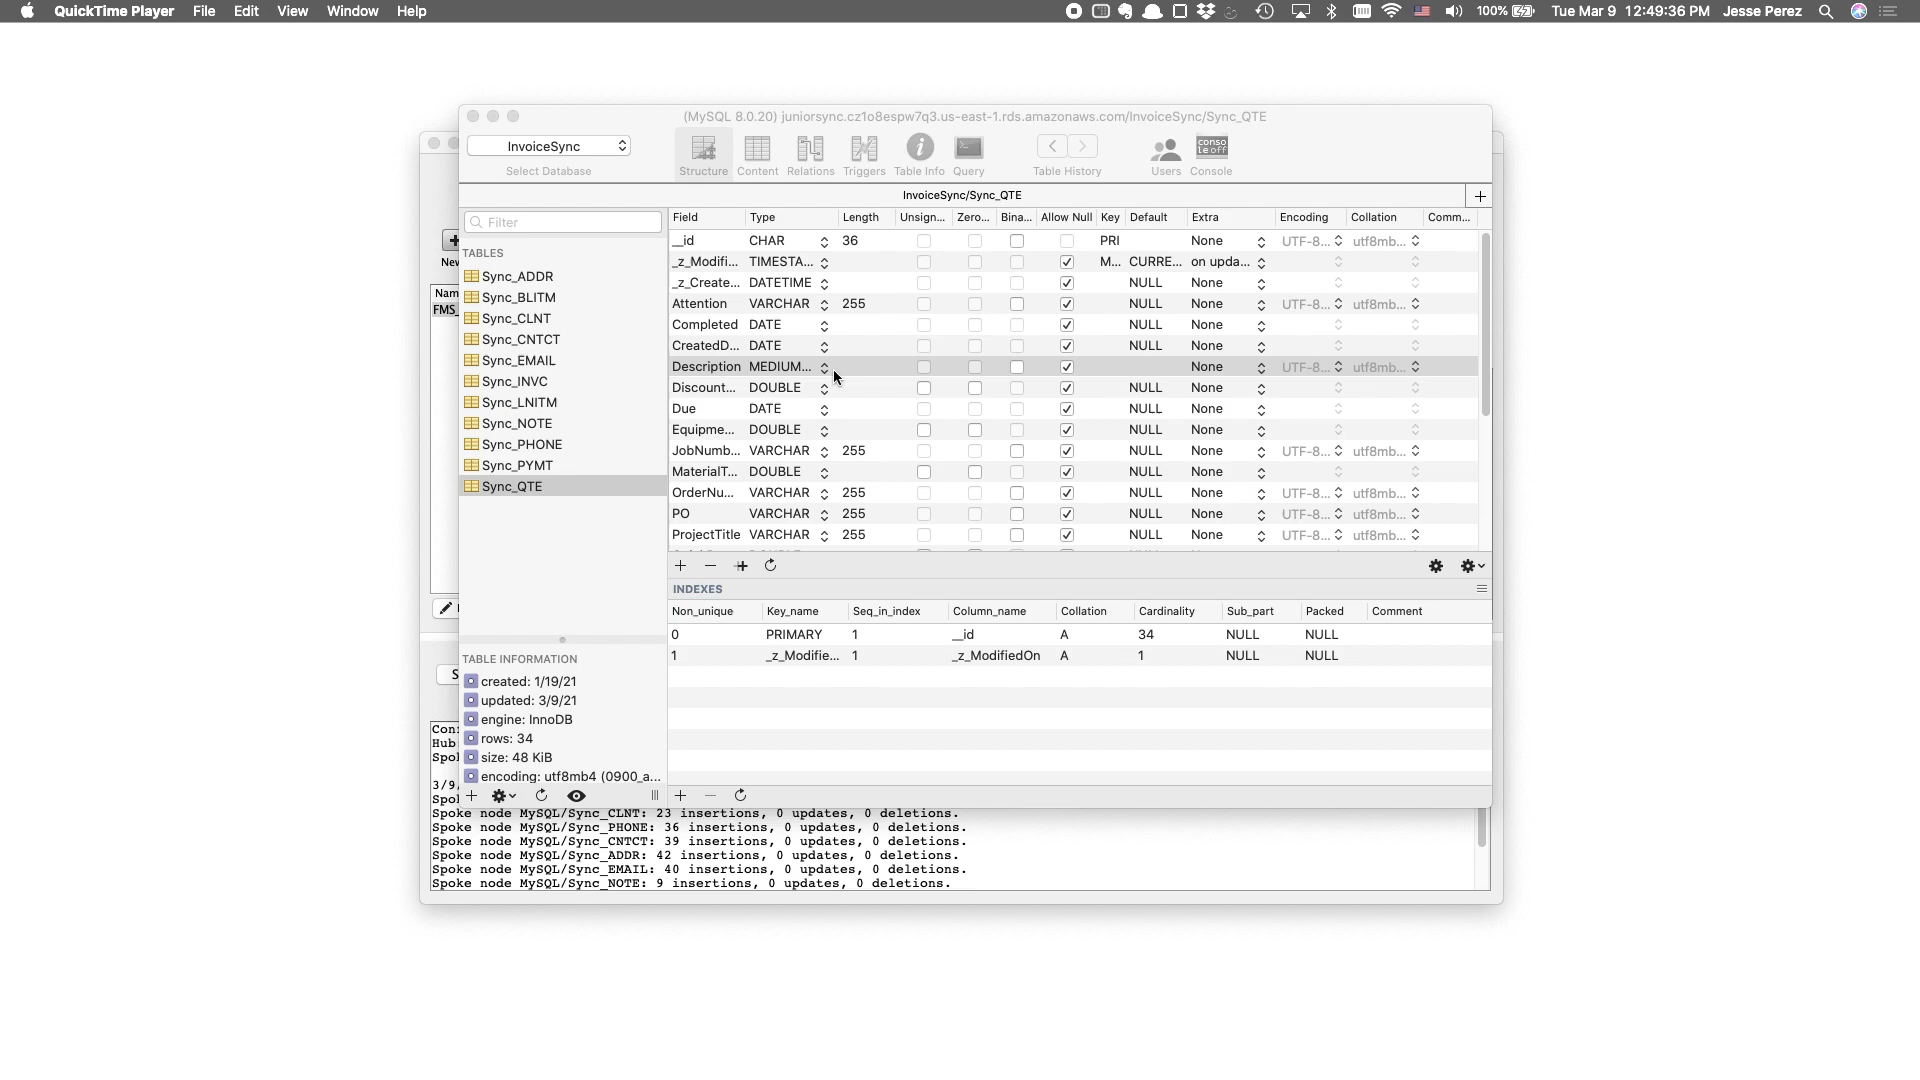 QuickTime Player File Edit View Window Help 100% Tue Mar 9 12:49:36 PM Jesse Perez
(MySQL 8.0.20) juniorsync.cz1o8espw7q3.us-east-1.rds.amazonaws.com/InvoiceSync/Sync_QTE
InvoiceSync
Select Database Structure Content Relations Triggers Table Info Query Table History Users Console
conso
le off
InvoiceSync/Sync_QTE
Filter
TABLES
Sync_ADDR
Sync_BLITM
Sync_CLNT
Sync_CNTCT
Sync_EMAIL
Sync_INVC
Sync_LNITM
Sync_NOTE
Sync_PHONE
Sync_PYMT
Sync_QTE
Field Type Length Unsign... Zero... Bina... Allow Null Key Default Extra Encoding Collation Comm...
__id CHAR 36 PRI None UTF-8... utf8mb...
_z_Modifi... TIMESTA... M... CURRE... on upda...
_z_Create... DATETIME NULL None
Attention VARCHAR 255 NULL None UTF-8... utf8mb...
Completed DATE NULL None
CreatedD... DATE NULL None
Description MEDIUM... None UTF-8... utf8mb...
Discount... DOUBLE NULL None
Due DATE NULL None
Equipme... DOUBLE NULL None
JobNumb... VARCHAR 255 NULL None UTF-8... utf8mb...
MaterialT... DOUBLE NULL None
OrderNu... VARCHAR 255 NULL None UTF-8... utf8mb...
PO VARCHAR 255 NULL None UTF-8... utf8mb...
ProjectTitle VARCHAR 255 NULL None UTF-8... utf8mb...
INDEXES
Non_unique Key_name Seq_in_index Column_name Collation Cardinality Sub_part Packed Comment
0 PRIMARY 1 __id A 34 NULL NULL
1 _z_Modifie... 1 _z_ModifiedOn A 1 NULL NULL
TABLE INFORMATION
created: 1/19/21
updated: 3/9/21
engine: InnoDB
rows: 34
size: 48 KiB
encoding: utf8mb4 (0900_a...
Nam
FMS_
Hub
3/9/
Spoke node MySQL/Sync_CLNT: 23 insertions, 0 updates, 0 deletions.
Spoke node MySQL/Sync_PHONE: 36 insertions, 0 updates, 0 deletions.
Spoke node MySQL/Sync_CNTCT: 39 insertions, 0 updates, 0 deletions.
Spoke node MySQL/Sync_ADDR: 42 insertions, 0 updates, 0 deletions.
Spoke node MySQL/Sync_EMAIL: 40 insertions, 0 updates, 0 deletions.
Spoke node MySQL/Sync_NOTE: 9 insertions, 0 updates, 0 deletions.